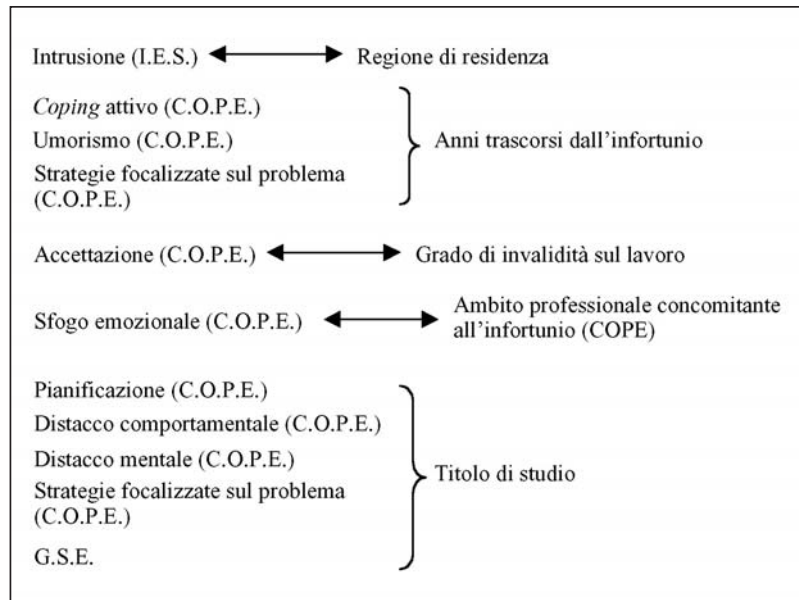 Intrusione (I.E.S.) Regione di residenza
Coping attivo (C.O.P.E.)
Umorismo (C.O.P.E.)
Strategie focalizzate sul problema
(C.O.P.E.)
Anni trascorsi dall'infortunio
Accettazione (C.O.P.E.) Grado di invalidità sul lavoro
Sfogo emozionale (C.O.P.E.) Ambito professionale concomitante
all'infortunio (COPE)
Pianificazione (C.O.P.E.)
Distacco comportamentale (C.O.P.E.)
Distacco mentale (C.O.P.E.)
Strategie focalizzate sul problema
(C.O.P.E.)
G.S.E.
Titolo di studio